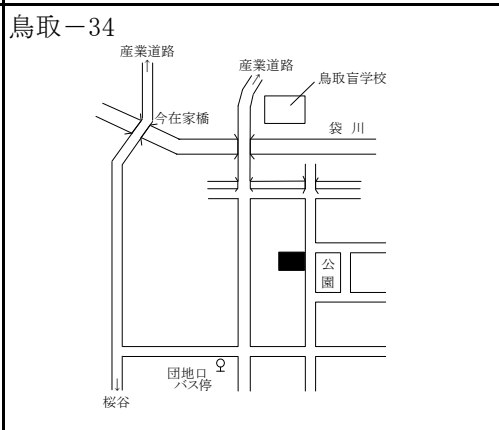 鳥取－34
産業道路
産業道路
鳥取盲学校
今在家橋
袋川
公
園
団地口
バス停
桜谷